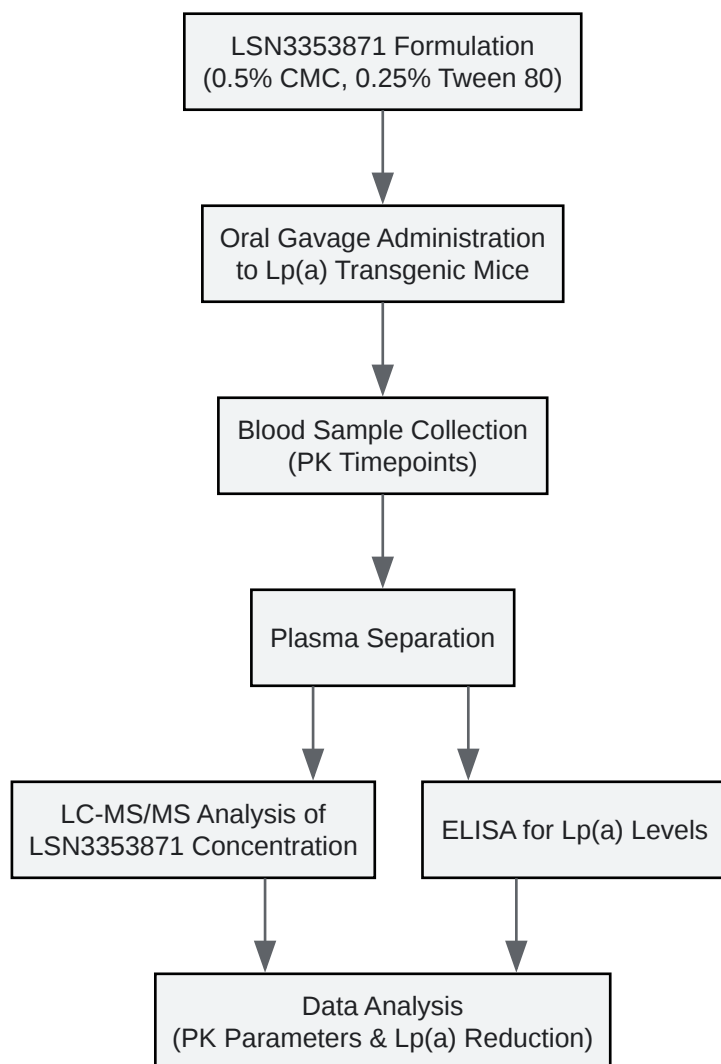 LSN3353871 Formulation
(0.5% CMC, 0.25% Tween 80)
Oral Gavage Administration
to Lp(a) Transgenic Mice
Blood Sample Collection
(PK Timepoints)
Plasma Separation
LC-MS/MS Analysis of
LSN3353871 Concentration
ELISA for Lp(a) Levels
Data Analysis
(PK Parameters & Lp(a) Reduction)